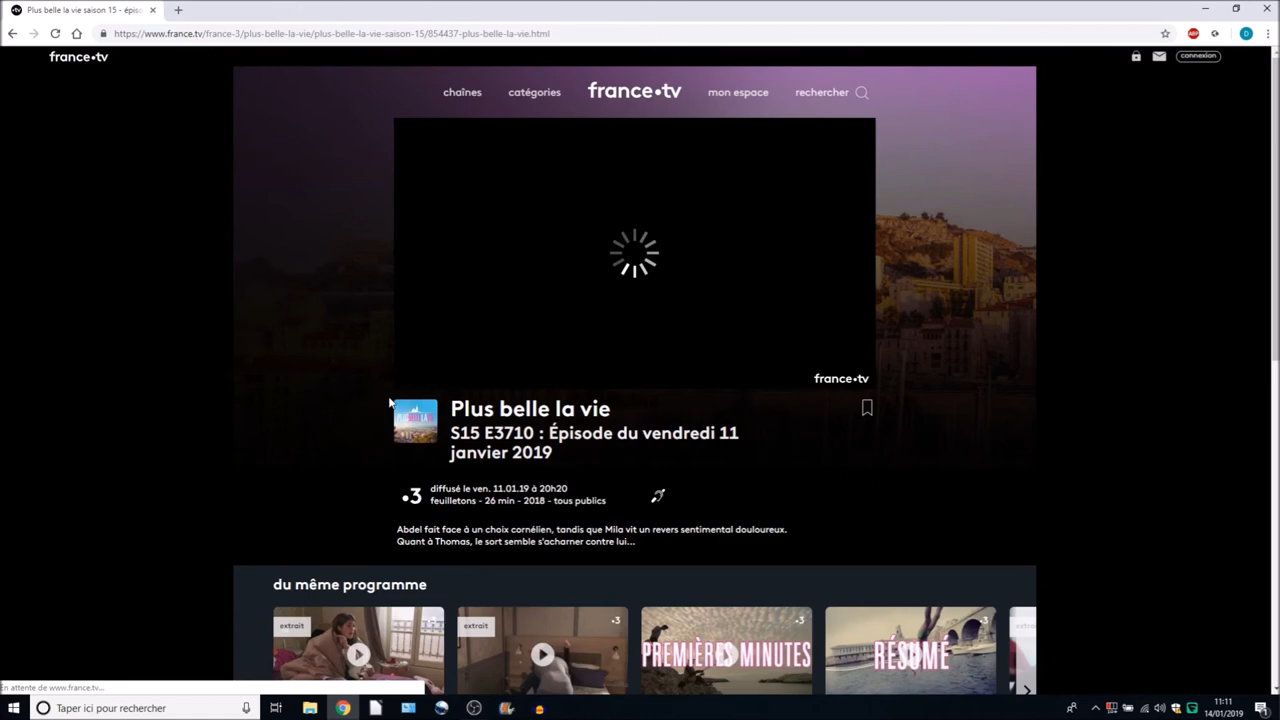 Plus belle la vie saison 15 - épiso
https://www.france.tv/france-3/plus-belle-la-vie/plus-belle-la-vie-saison-15/854437-plus-belle-la-vie.html
ABP
D
france•tv
connexion
chaînes
catégories
france•tv
mon espace
rechercher
france•tv
Plus belle la vie
S15 E3710 : Épisode du vendredi 11
janvier 2019
•3
diffusé le ven. 11.01.19 à 20h20
feuilletons - 26 min - 2018 - tous publics
Abdel fait face à un choix cornélien, tandis que Mila vit un revers sentimental douloureux.
Quant à Thomas, le sort semble s'acharner contre lui...
du même programme
extrait
•3
extrait
•3
PREMIÈRES MINUTES
•3
RÉSUMÉ
•3
En attente de www.france.tv...
Taper ici pour rechercher
11:11
14/01/2019